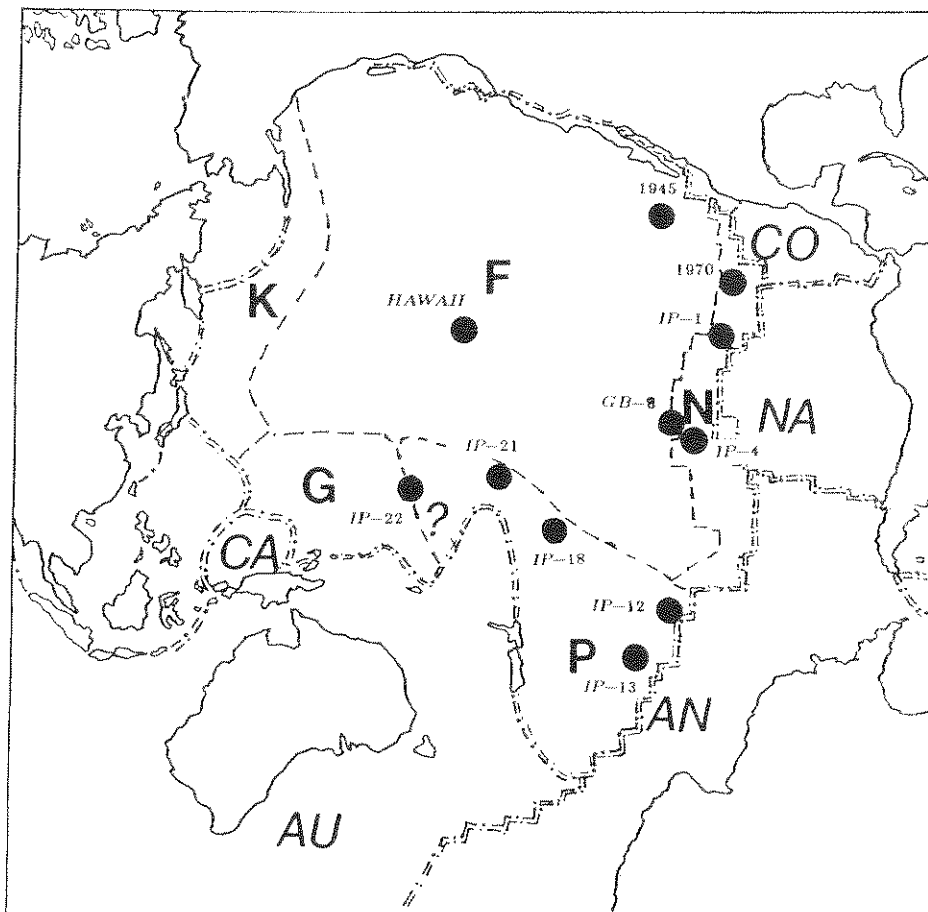 1945
CO
F
1970
K
HAWAII
IP-1
GB-8
N
NA
IP-21
IP-4
G
IP-22
?
CA
IP-18
IP-12
P
IP-13
AN
AU